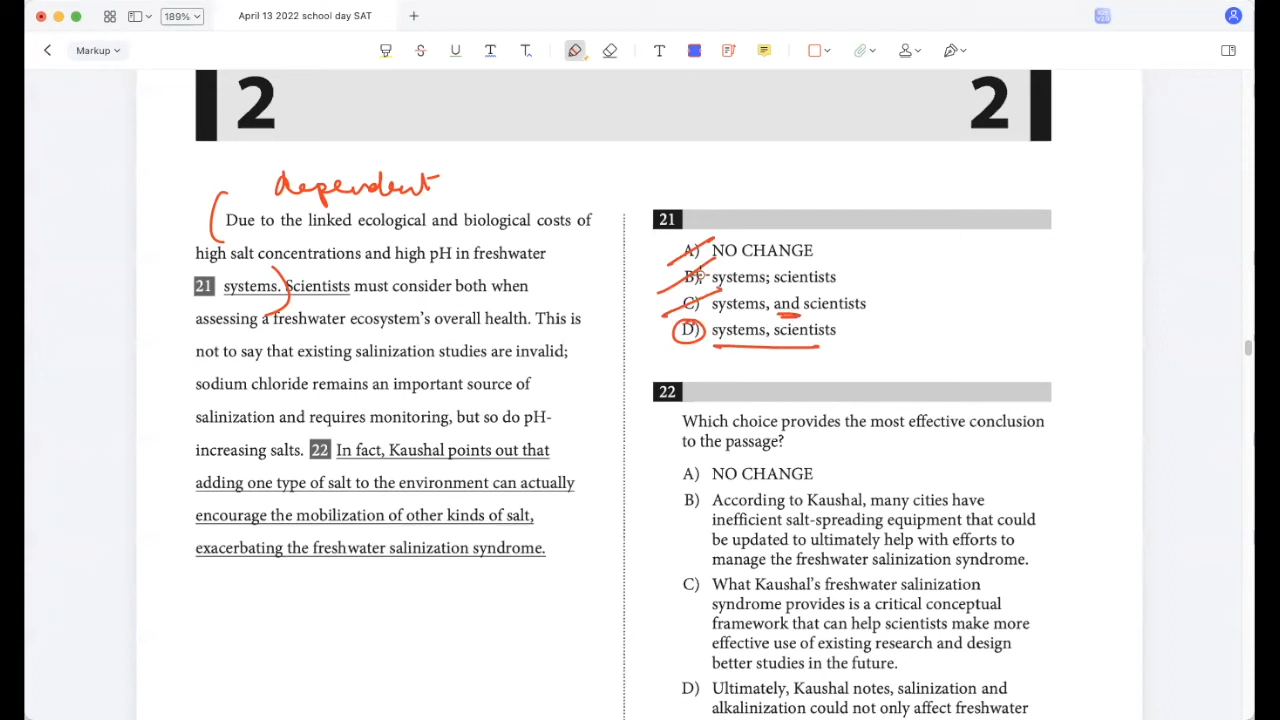 189%
April 13 2022 school day SAT
Markup
2
2
dependent
Due to the linked ecological and biological costs of
high salt concentrations and high pH in freshwater
21 systems. Scientists must consider both when
assessing a freshwater ecosystem's overall health. This is
not to say that existing salinization studies are invalid;
sodium chloride remains an important source of
salinization and requires monitoring, but so do pH-
increasing salts. 22 In fact, Kaushal points out that
adding one type of salt to the environment can actually
encourage the mobilization of other kinds of salt,
exacerbating the freshwater salinization syndrome.
21
A) NO CHANGE
B) systems; scientists
C) systems, and scientists
D) systems, scientists
22
Which choice provides the most effective conclusion
to the passage?
A) NO CHANGE
B) According to Kaushal, many cities have
inefficient salt-spreading equipment that could
be updated to ultimately help with efforts to
manage the freshwater salinization syndrome.
C) What Kaushal's freshwater salinization
syndrome provides is a critical conceptual
framework that can help scientists make more
effective use of existing research and design
better studies in the future.
D) Ultimately, Kaushal notes, salinization and
alkalinization could not only affect freshwater